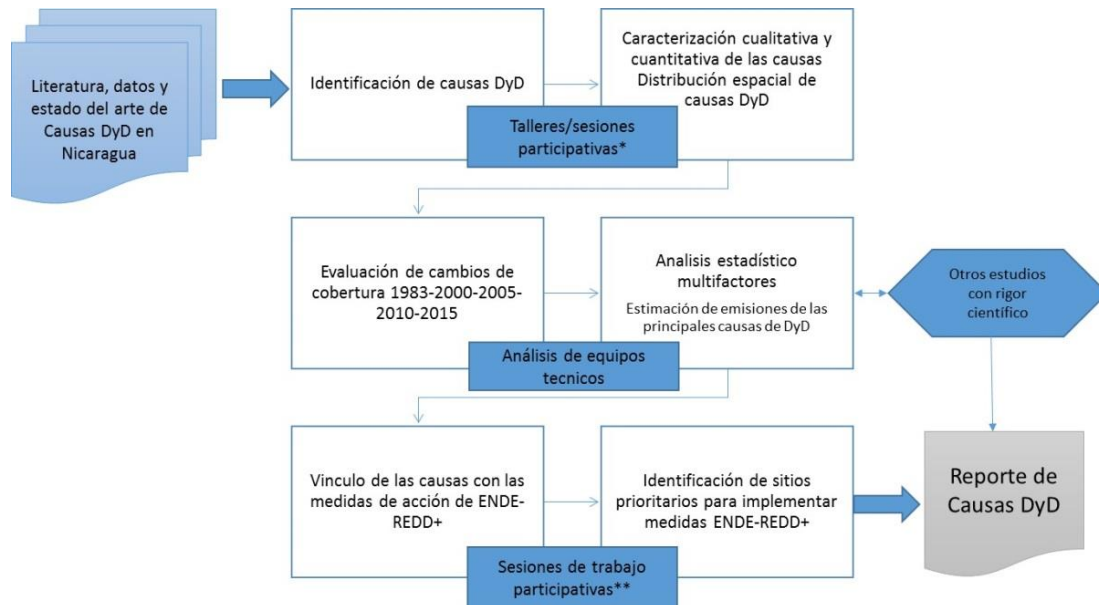 Literatura, datos y
estado del arte de
Causas DyD en
Nicaragua
Identificación de causas DyD
Caracterización cualitativa y
cuantitativa de las causas
Distribución espacial de
causas DyD
Talleres/sesiones
participativas*
Evaluación de cambios de
cobertura 1983-2000-2005-
2010-2015
Analisis estadístico
multifactores
Estimación de emisiones de las
principales causas de DyD
Otros estudios
con rigor
científico
Análisis de equipos
tecnicos
Vinculo de las causas con las
medidas de acción de ENDE-
REDD+
Identificación de sitios
prioritarios para implementar
medidas ENDE-REDD+
Reporte de
Causas DyD
Sesiones de trabajo
participativas**